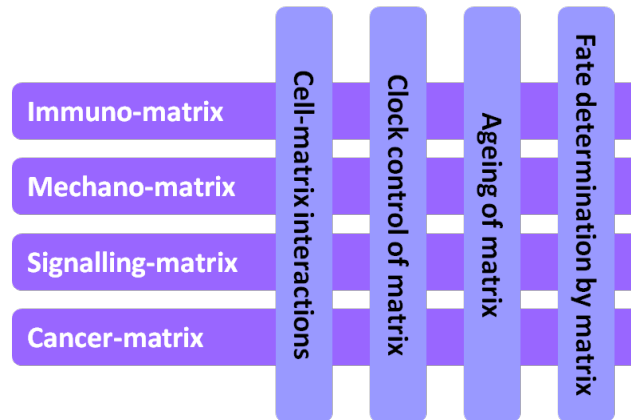 Immuno-matrix
Mechano-matrix
Signalling-matrix
Cancer-matrix
Cell-matrix interactions
Clock control of matrix
Ageing of matrix
Fate determination by matrix